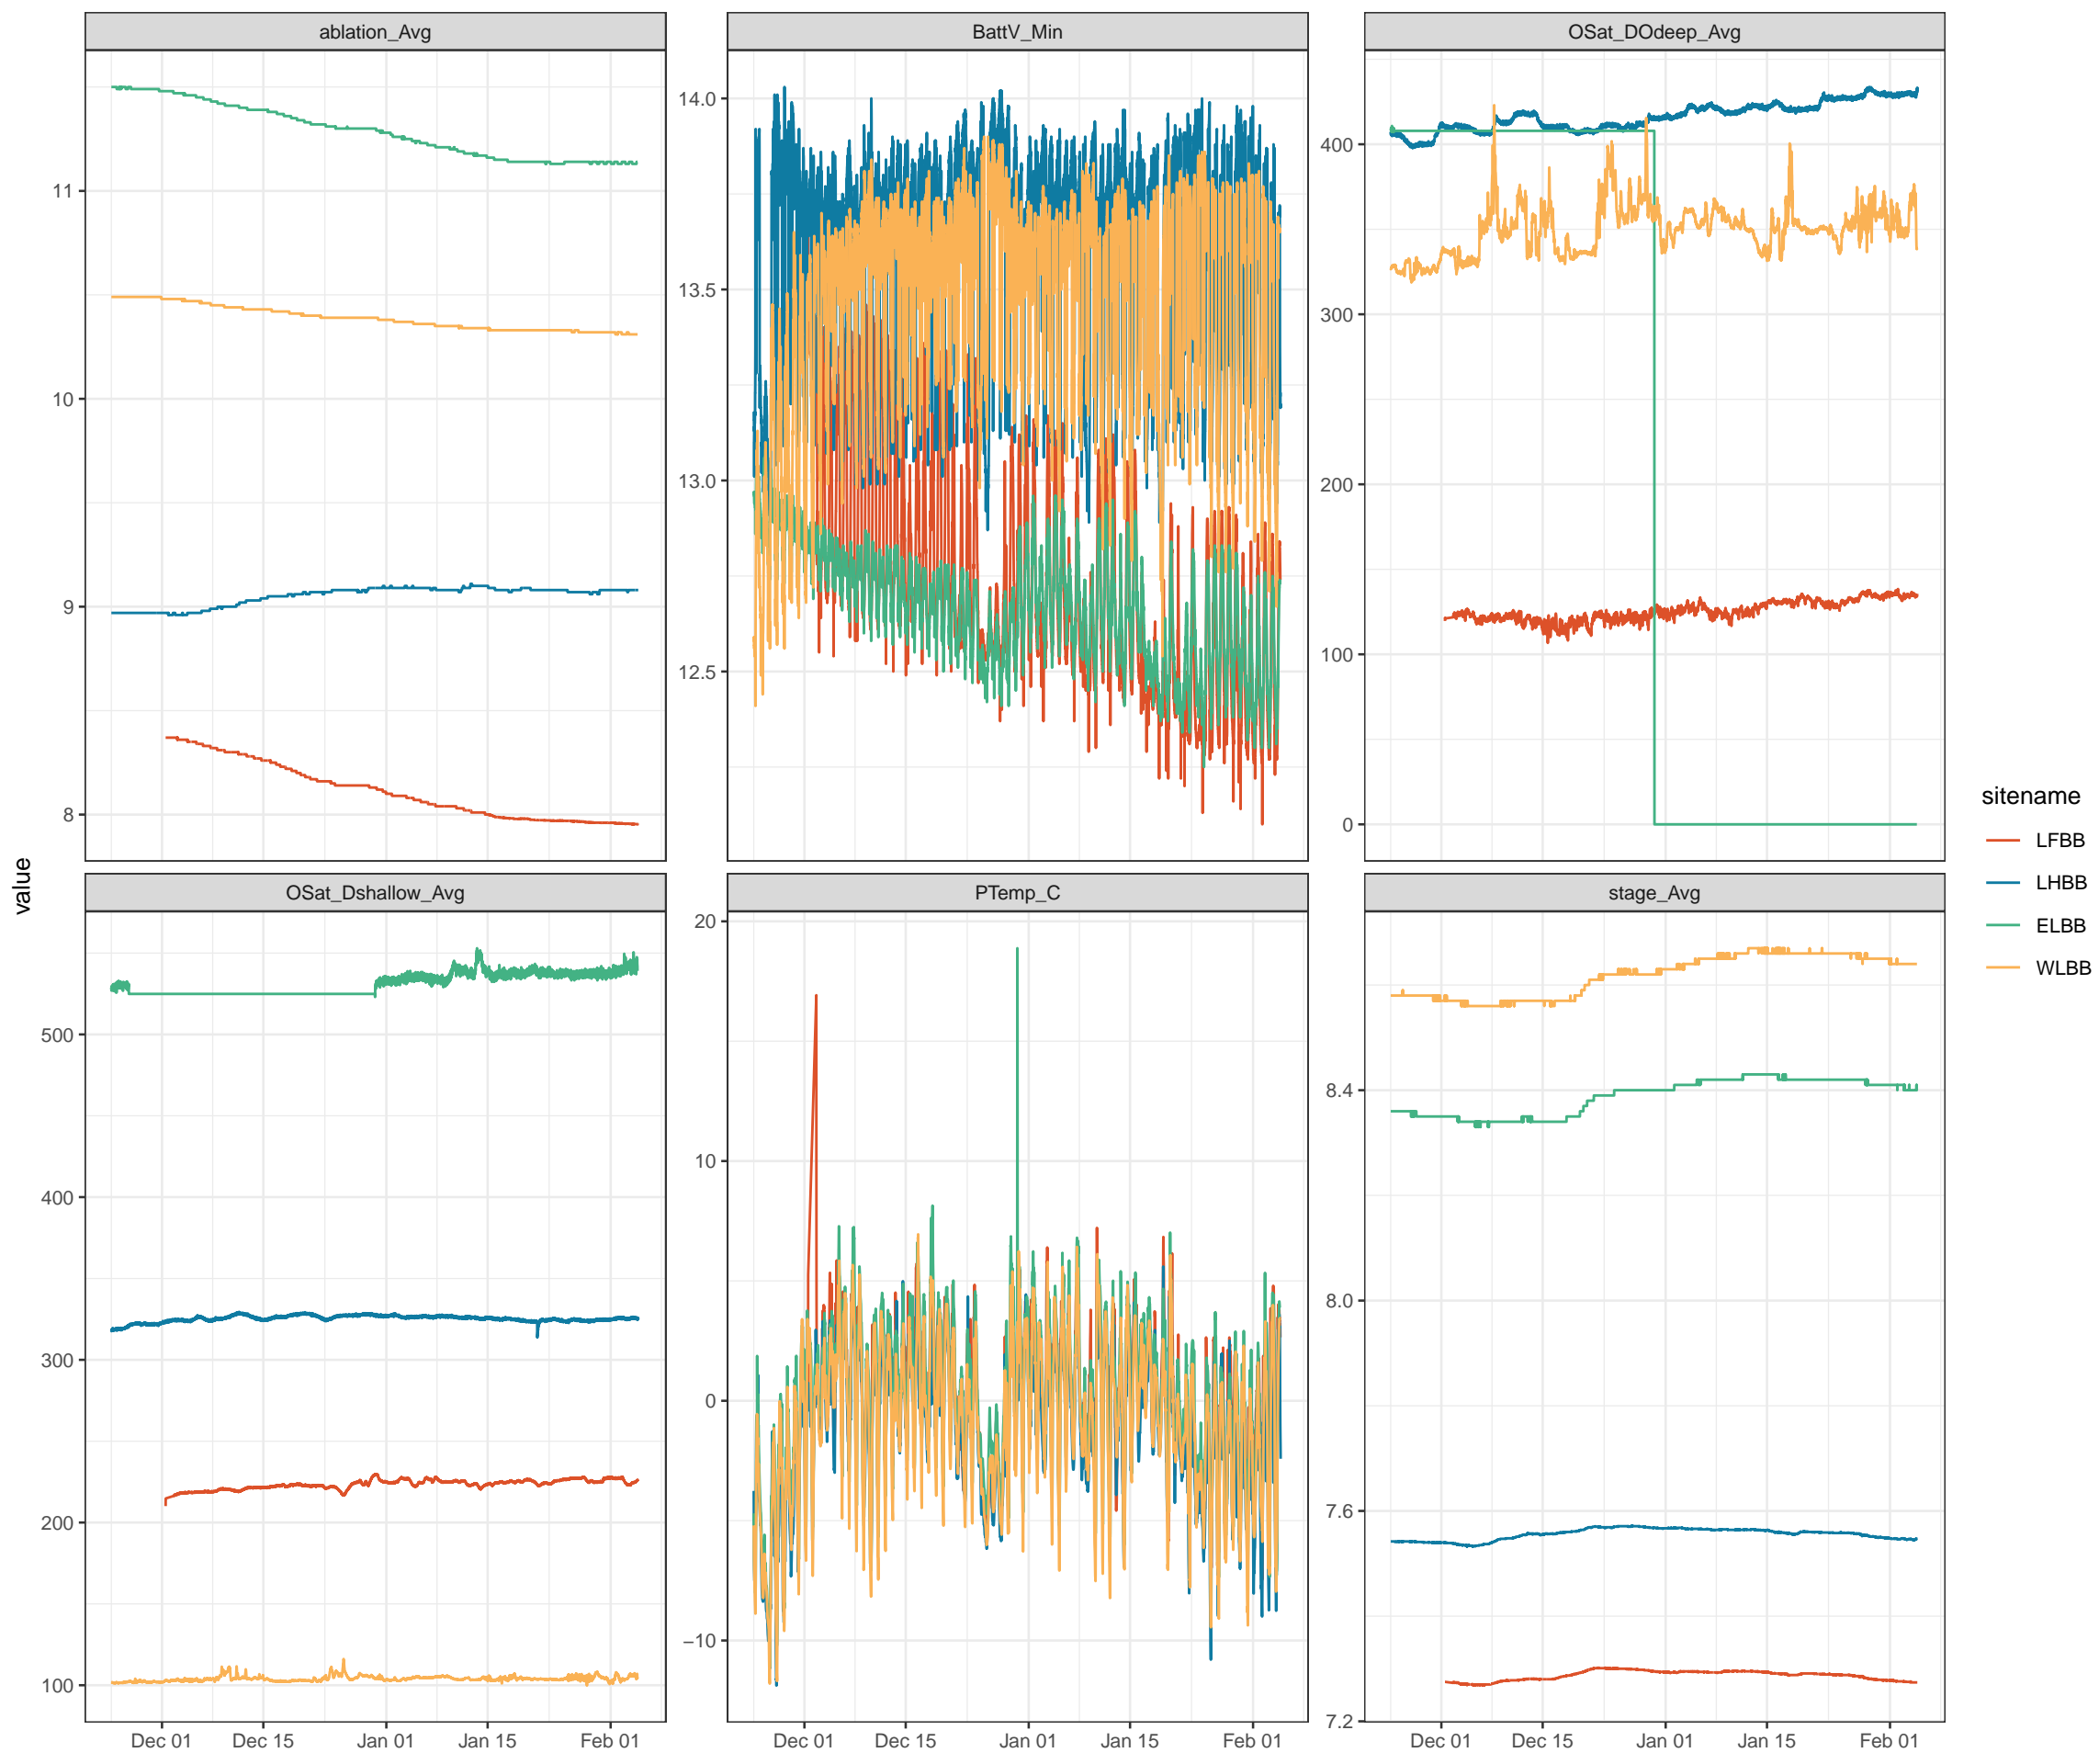 ablation_Avg
BattV_Min
OSat_DOdeep_Avg
11
10
9
8
14.0
13.5
13.0
12.5
400
300
200
100
0
value
OSat_Dshallow_Avg
PTemp_C
stage_Avg
500
400
300
200
100
20
10
0
−10
8.4
8.0
7.6
7.2
Dec 01 Dec 15 Jan 01 Jan 15 Feb 01
Dec 01 Dec 15 Jan 01 Jan 15 Feb 01
Dec 01 Dec 15 Jan 01 Jan 15 Feb 01
sitename
LFBB
LHBB
ELBB
WLBB